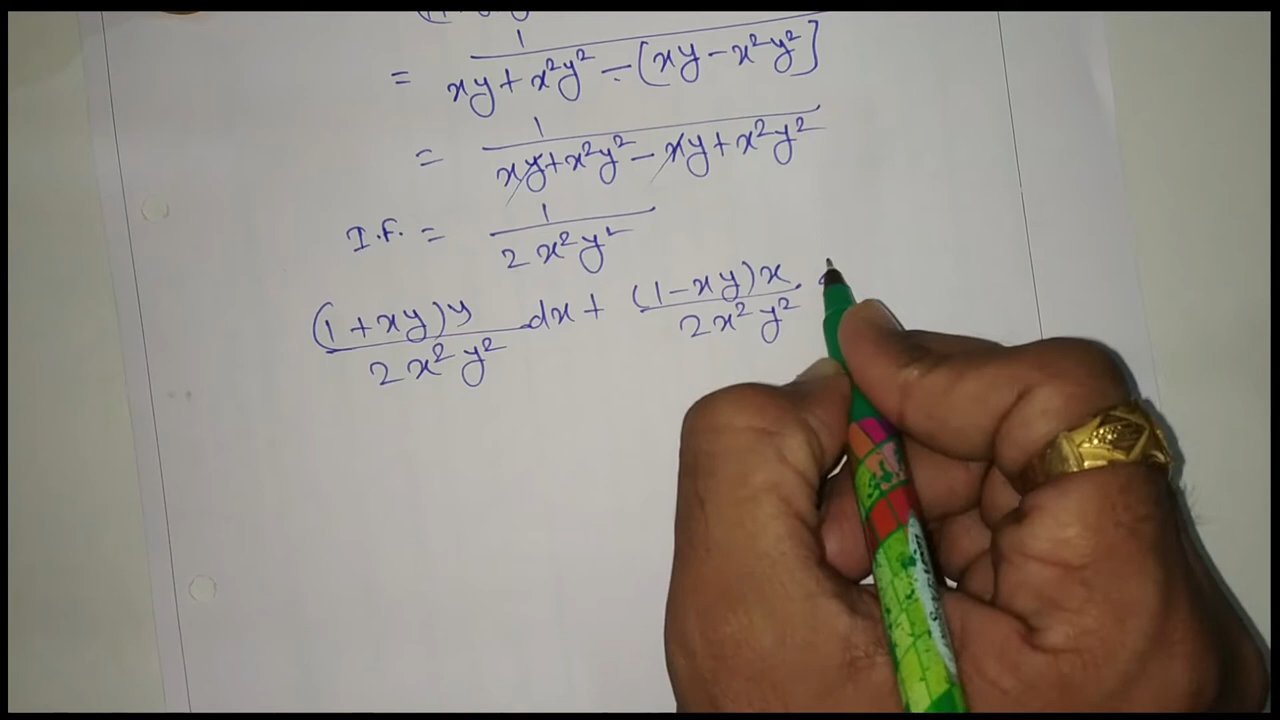 = 1/(xy + x²y² - [xy - x²y²])
= 1/(xy + x²y² - xy + x²y²)
I.F. = 1/(2x²y²)
(1+xy)y/(2x²y²) dx + (1-xy)x/(2x²y²)